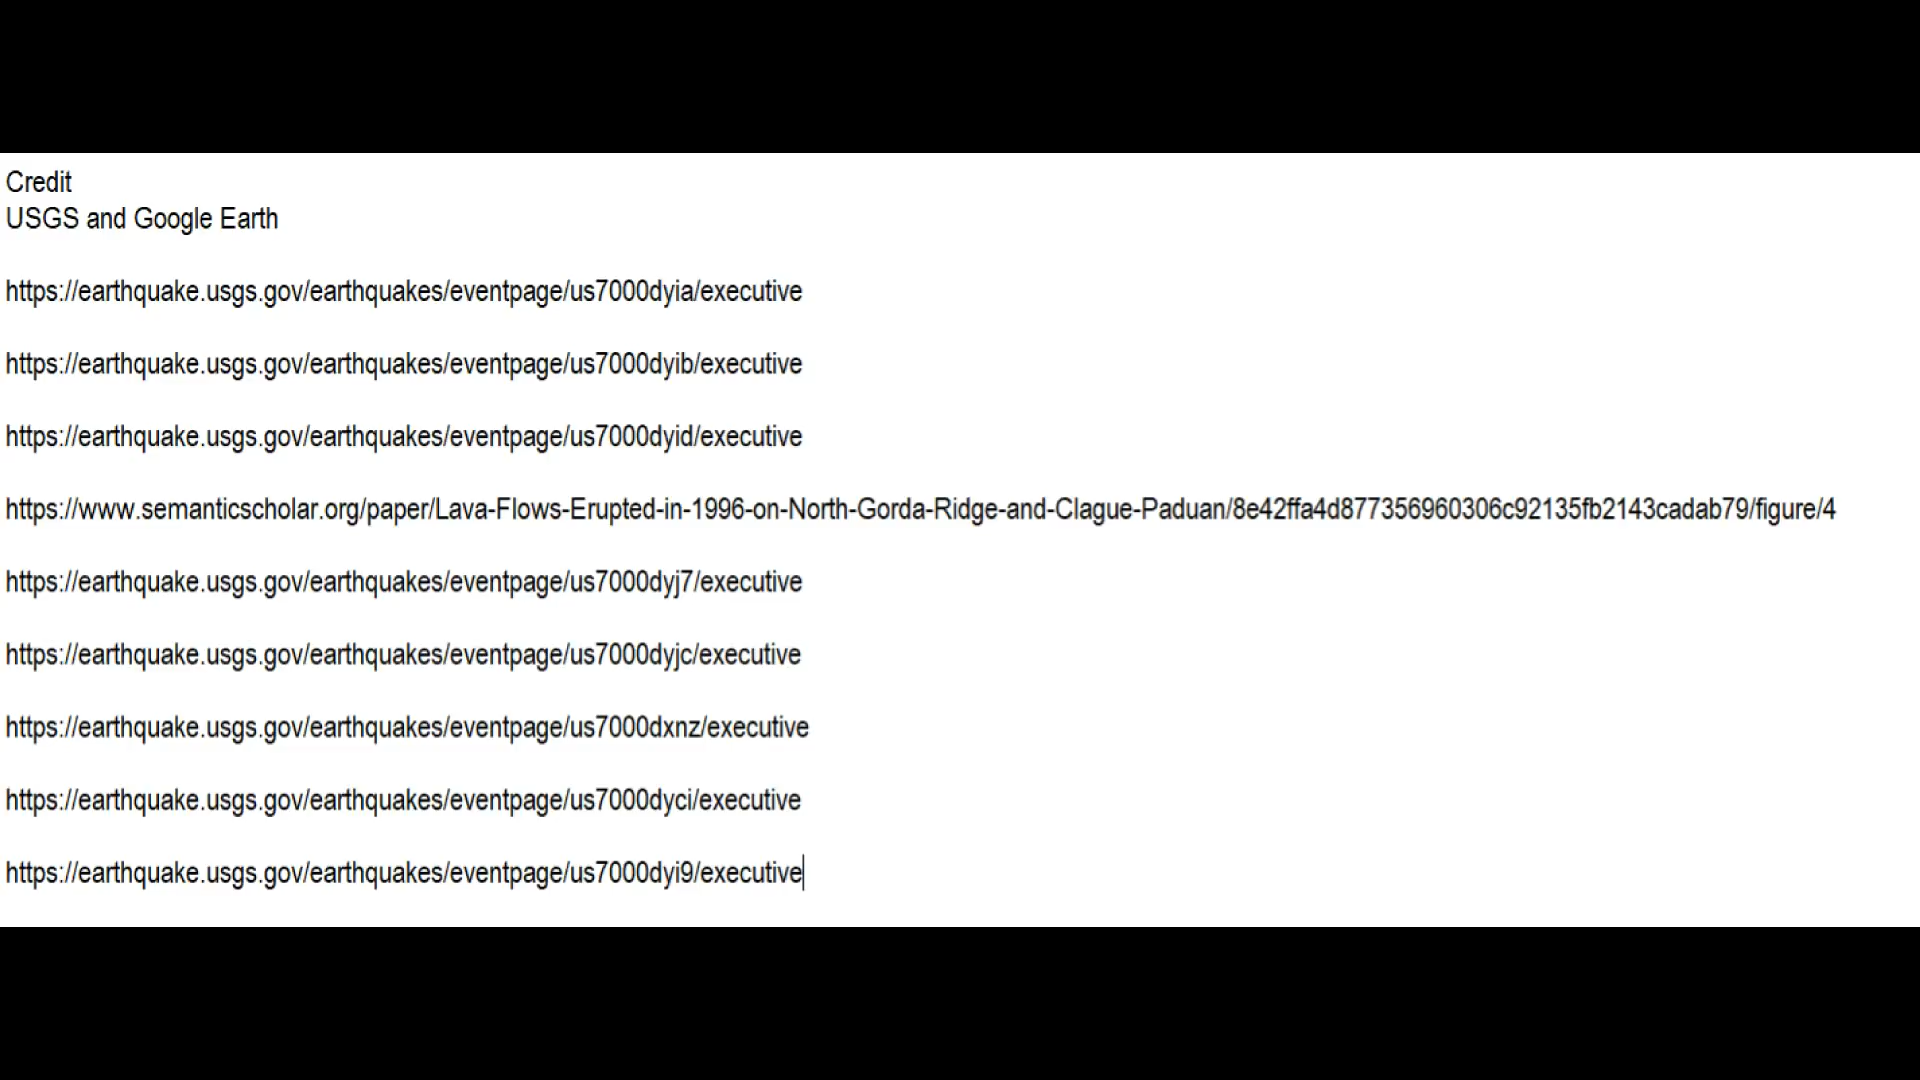 Credit
USGS and Google Earth
https://earthquake.usgs.gov/earthquakes/eventpage/us7000dyia/executive
https://earthquake.usgs.gov/earthquakes/eventpage/us7000dyib/executive
https://earthquake.usgs.gov/earthquakes/eventpage/us7000dyid/executive
https://www.semanticscholar.org/paper/Lava-Flows-Erupted-in-1996-on-North-Gorda-Ridge-and-Clague-Paduan/8e42ffa4d877356960306c92135fb2143cadab79/figure/4
https://earthquake.usgs.gov/earthquakes/eventpage/us7000dyj7/executive
https://earthquake.usgs.gov/earthquakes/eventpage/us7000dyjc/executive
https://earthquake.usgs.gov/earthquakes/eventpage/us7000dxnz/executive
https://earthquake.usgs.gov/earthquakes/eventpage/us7000dyci/executive
https://earthquake.usgs.gov/earthquakes/eventpage/us7000dyi9/executive